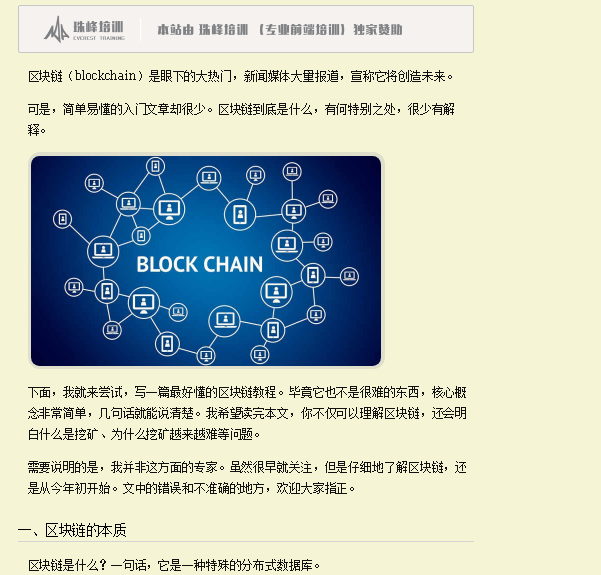 珠峰培训
EVEREST TRAINING
本站由 珠峰培训 (专业前端培训) 独家赞助
区块链（blockchain）是眼下的大热门，新闻媒体大量报道，宣称它将创造未来。
可是，简单易懂的入门文章却很少。区块链到底是什么，有何特别之处，很少有解
释。
BLOCK CHAIN
下面，我就来尝试，写一篇最好懂的区块链教程。毕竟它也不是很难的东西，核心概
念非常简单，几句话就能说清楚。我希望读完本文，你不仅可以理解区块链，还会明
白什么是挖矿、为什么挖矿越来越难等问题。
需要说明的是，我并非这方面的专家。虽然很早就关注，但是仔细地了解区块链，还
是从今年初开始。文中的错误和不准确的地方，欢迎大家指正。
一、区块链的本质
区块链是什么？一句话，它是一种特殊的分布式数据库。